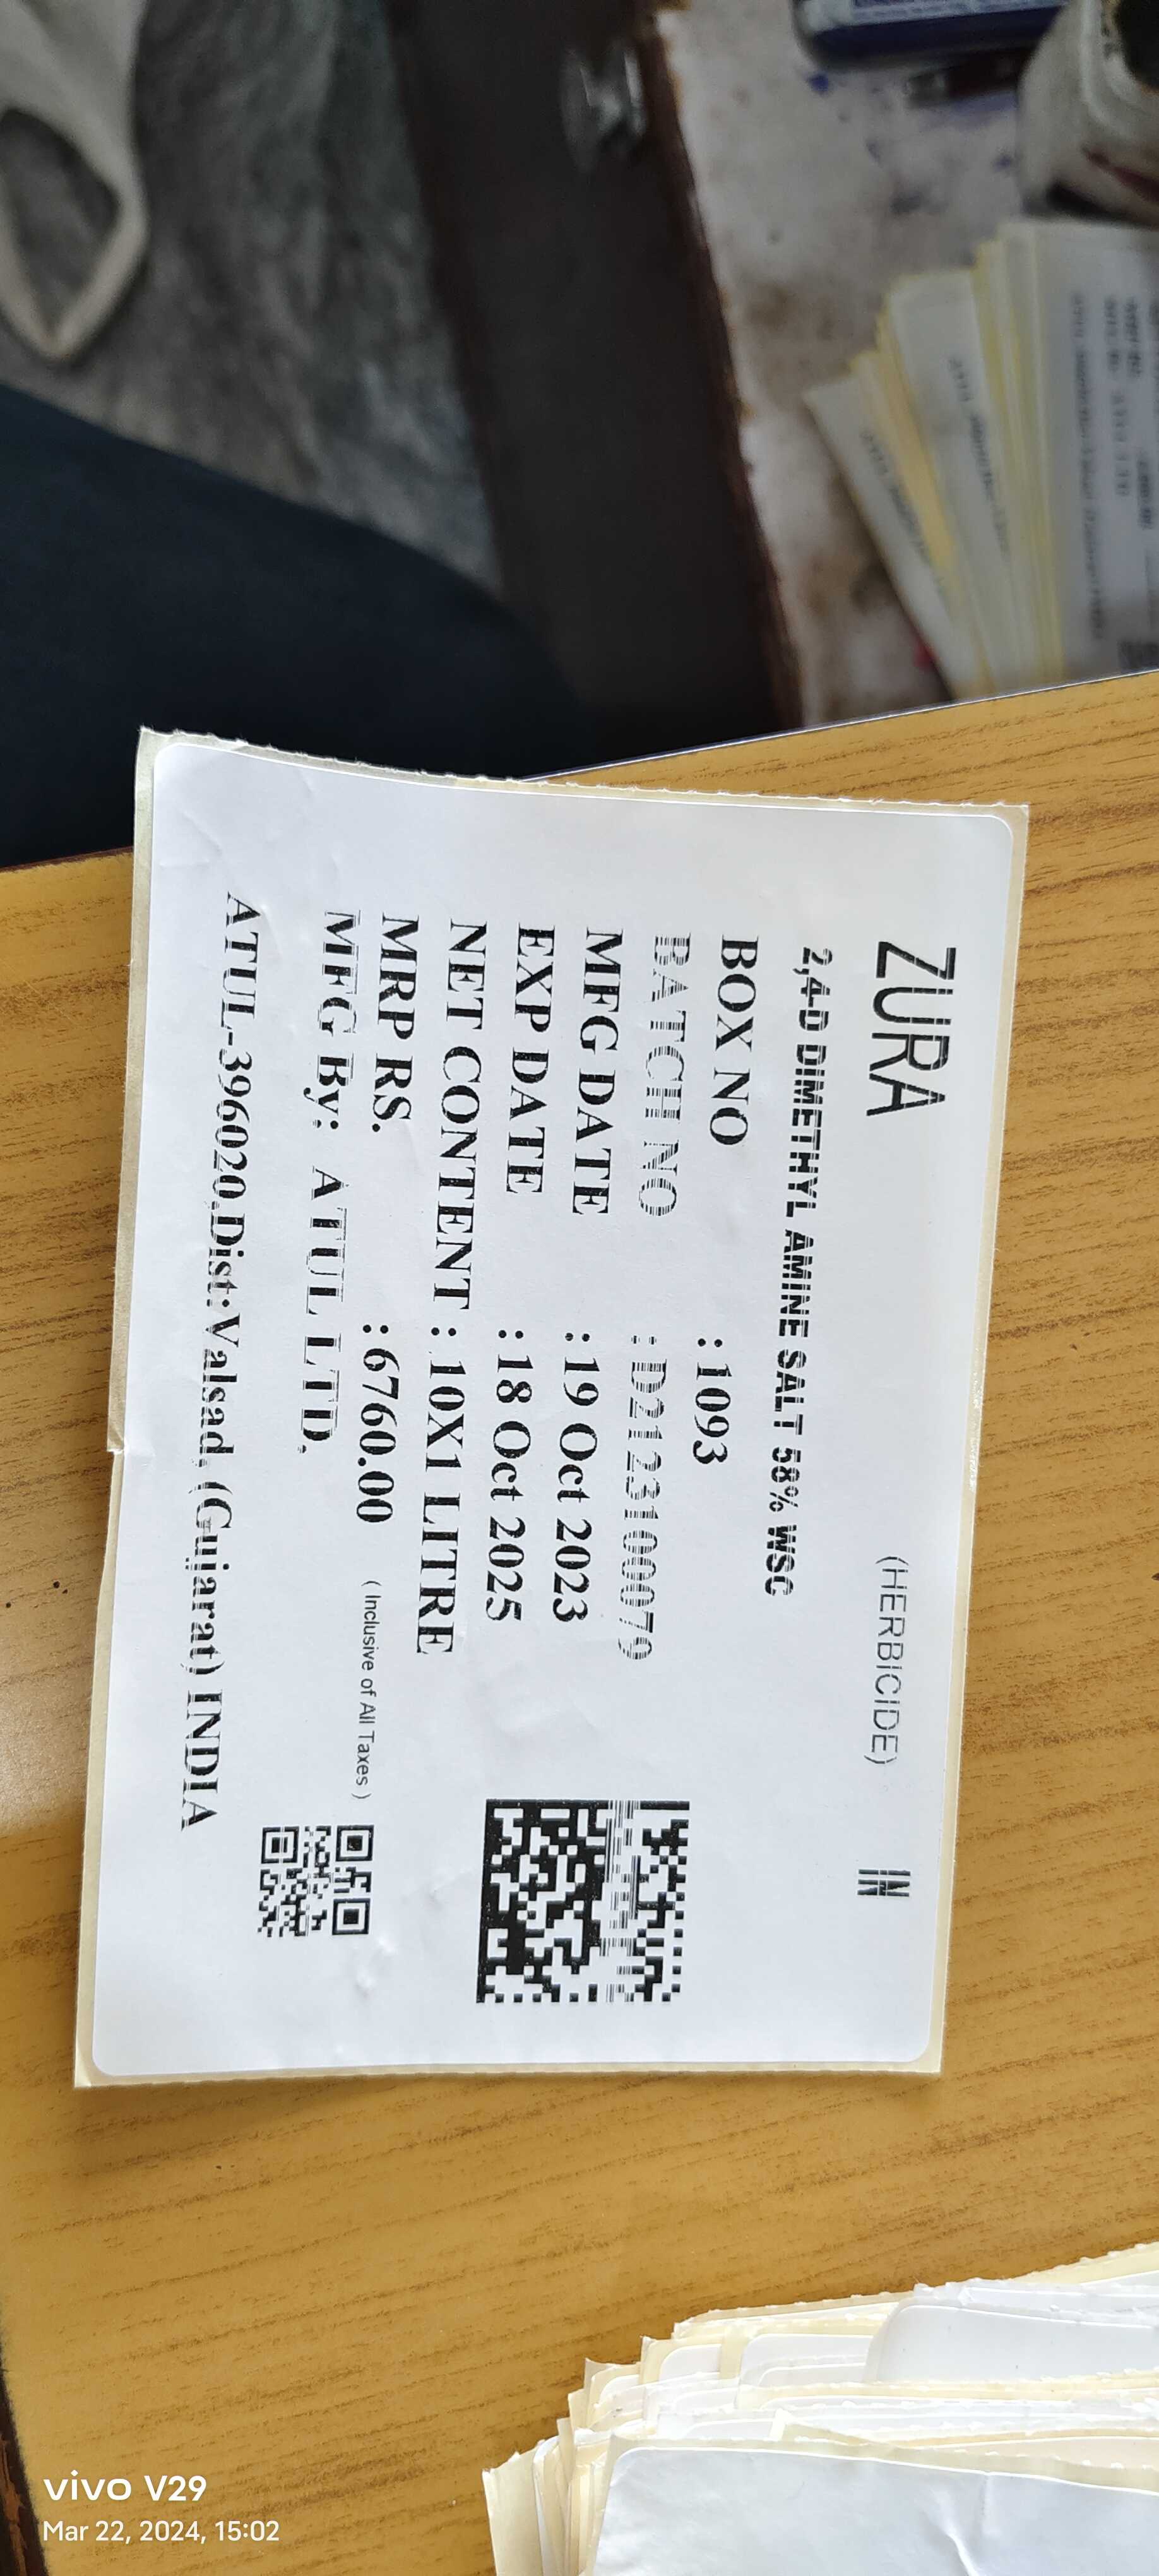 ZURA (HERBICIDE) IN
2,4-D DIMETHYL AMINE SALT 58% WSC
BOX NO : 1093
BATCH NO : D212310079
MFG DATE : 19 Oct 2023
EXP DATE : 18 Oct 2025
NET CONTENT : 10X1 LITRE
MRP RS. : 6760.00 ( Inclusive of All Taxes )
MFG By: ATUL LTD.
ATUL-396020,Dist:Valsad, (Gujarat) INDIA
vivo V29
Mar 22, 2024, 15:02